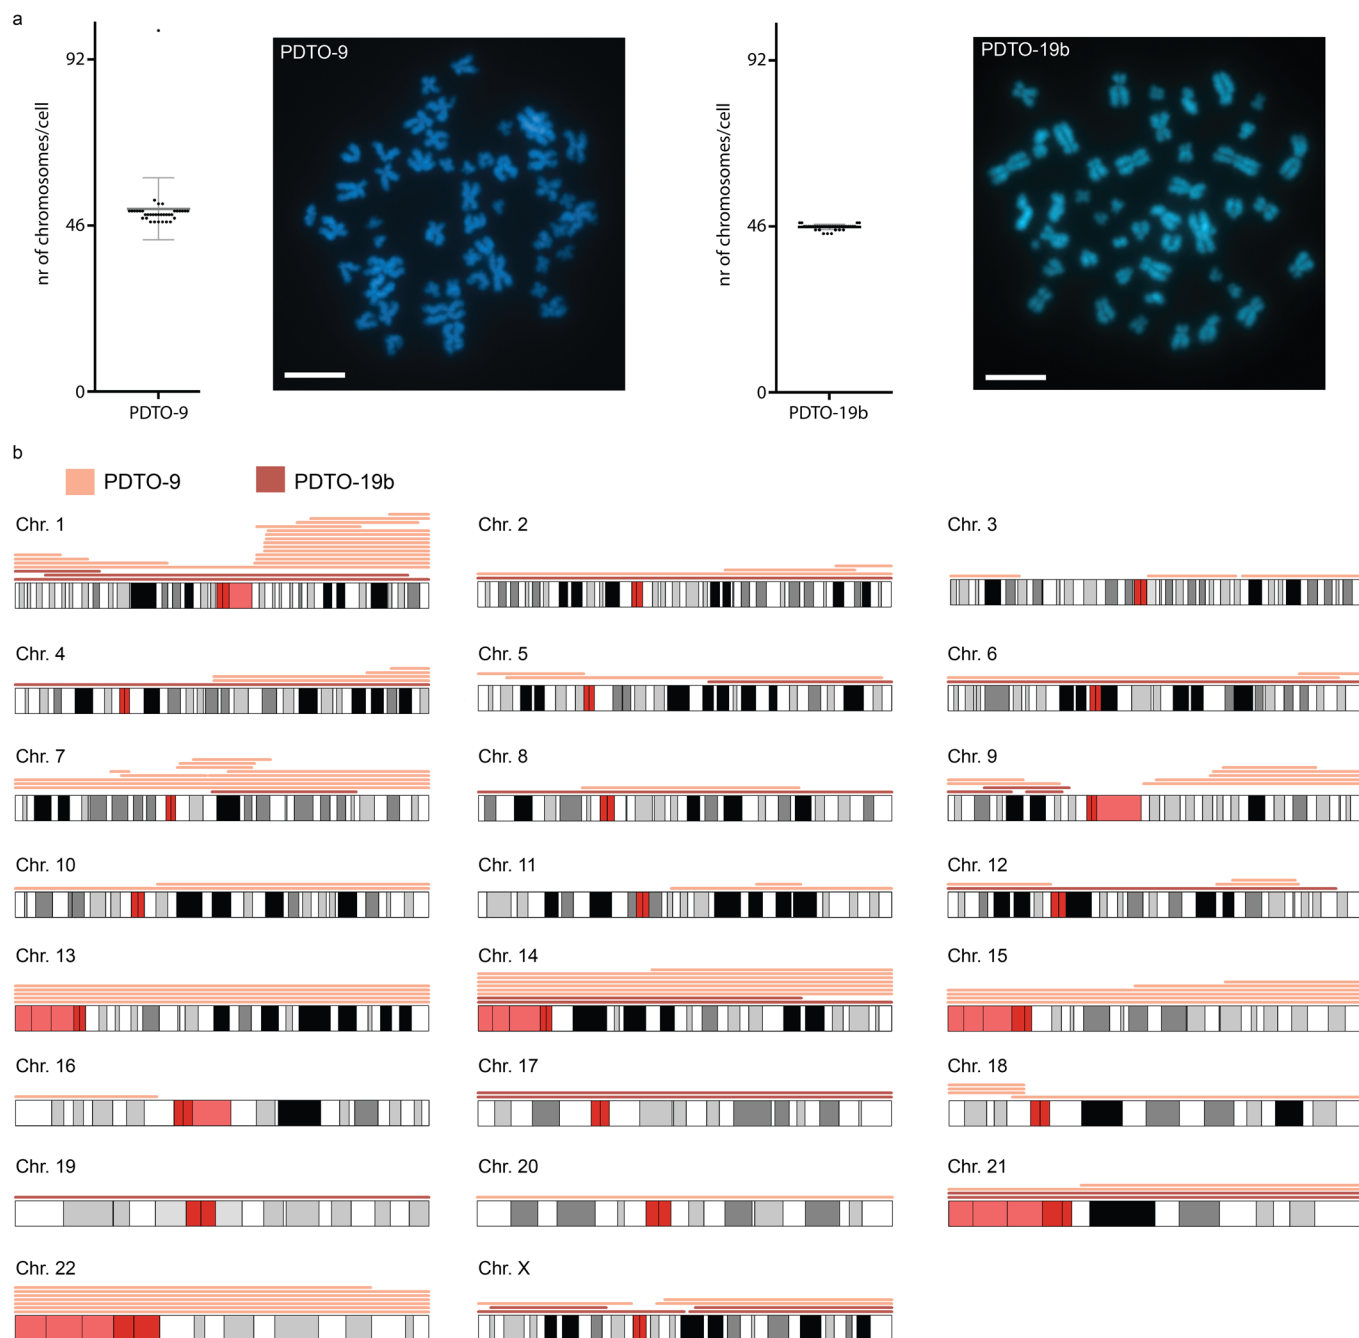 a
92
46
0
nr of chromosomes/cell
PDTO-9
PDTO-9
92
46
0
nr of chromosomes/cell
PDTO-19b
PDTO-19b
b
PDTO-9 PDTO-19b
Chr. 1 Chr. 2 Chr. 3
Chr. 4 Chr. 5 Chr. 6
Chr. 7 Chr. 8 Chr. 9
Chr. 10 Chr. 11 Chr. 12
Chr. 13 Chr. 14 Chr. 15
Chr. 16 Chr. 17 Chr. 18
Chr. 19 Chr. 20 Chr. 21
Chr. 22 Chr. X